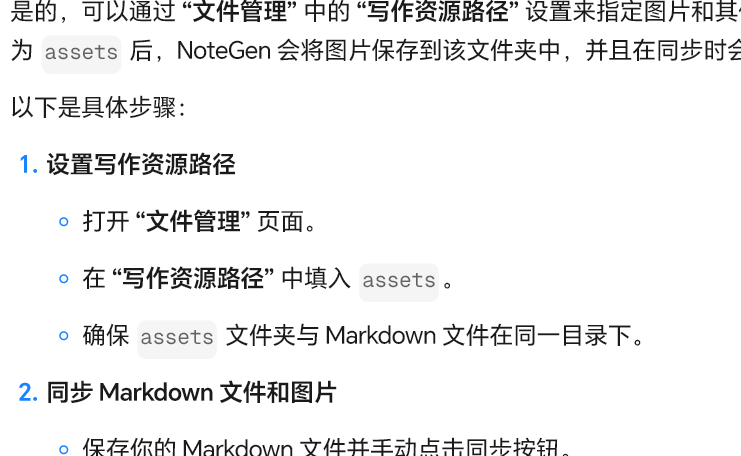 是的，可以通过 “文件管理” 中的 “写作资源路径” 设置来指定图片和其
为 assets 后，NoteGen 会将图片保存到该文件夹中，并且在同步时会
以下是具体步骤：
1. 设置写作资源路径
打开 “文件管理” 页面。
在 “写作资源路径” 中填入 assets 。
确保 assets 文件夹与 Markdown 文件在同一目录下。
2. 同步 Markdown 文件和图片
保存你的 Markdown 文件并手动点击同步按钮。